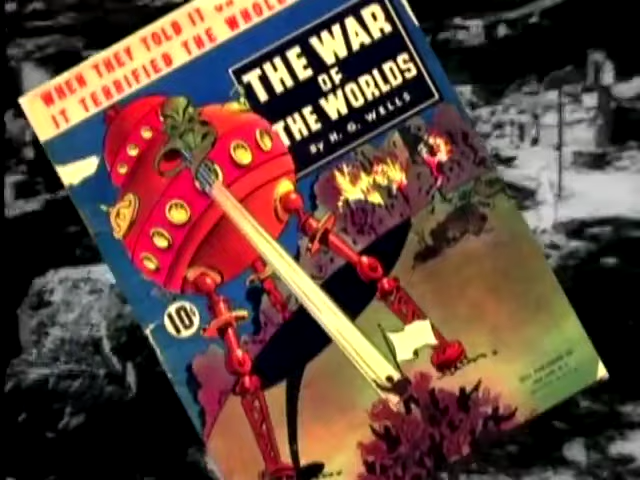 WHEN THEY TOLD IT
IT TERRIFIED THE WHOLE
THE WAR
OF
THE WORLDS
BY H. G. WELLS
10¢